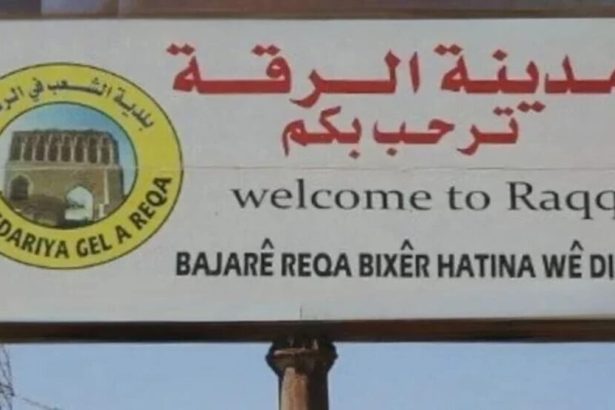 بلدية الشعب في الر
DARIYA GEL A REQA
مدينة الرقة
ترحب بكم
welcome to Raqq
BAJARÊ REQA BIXÊR HATINA WÊ DI